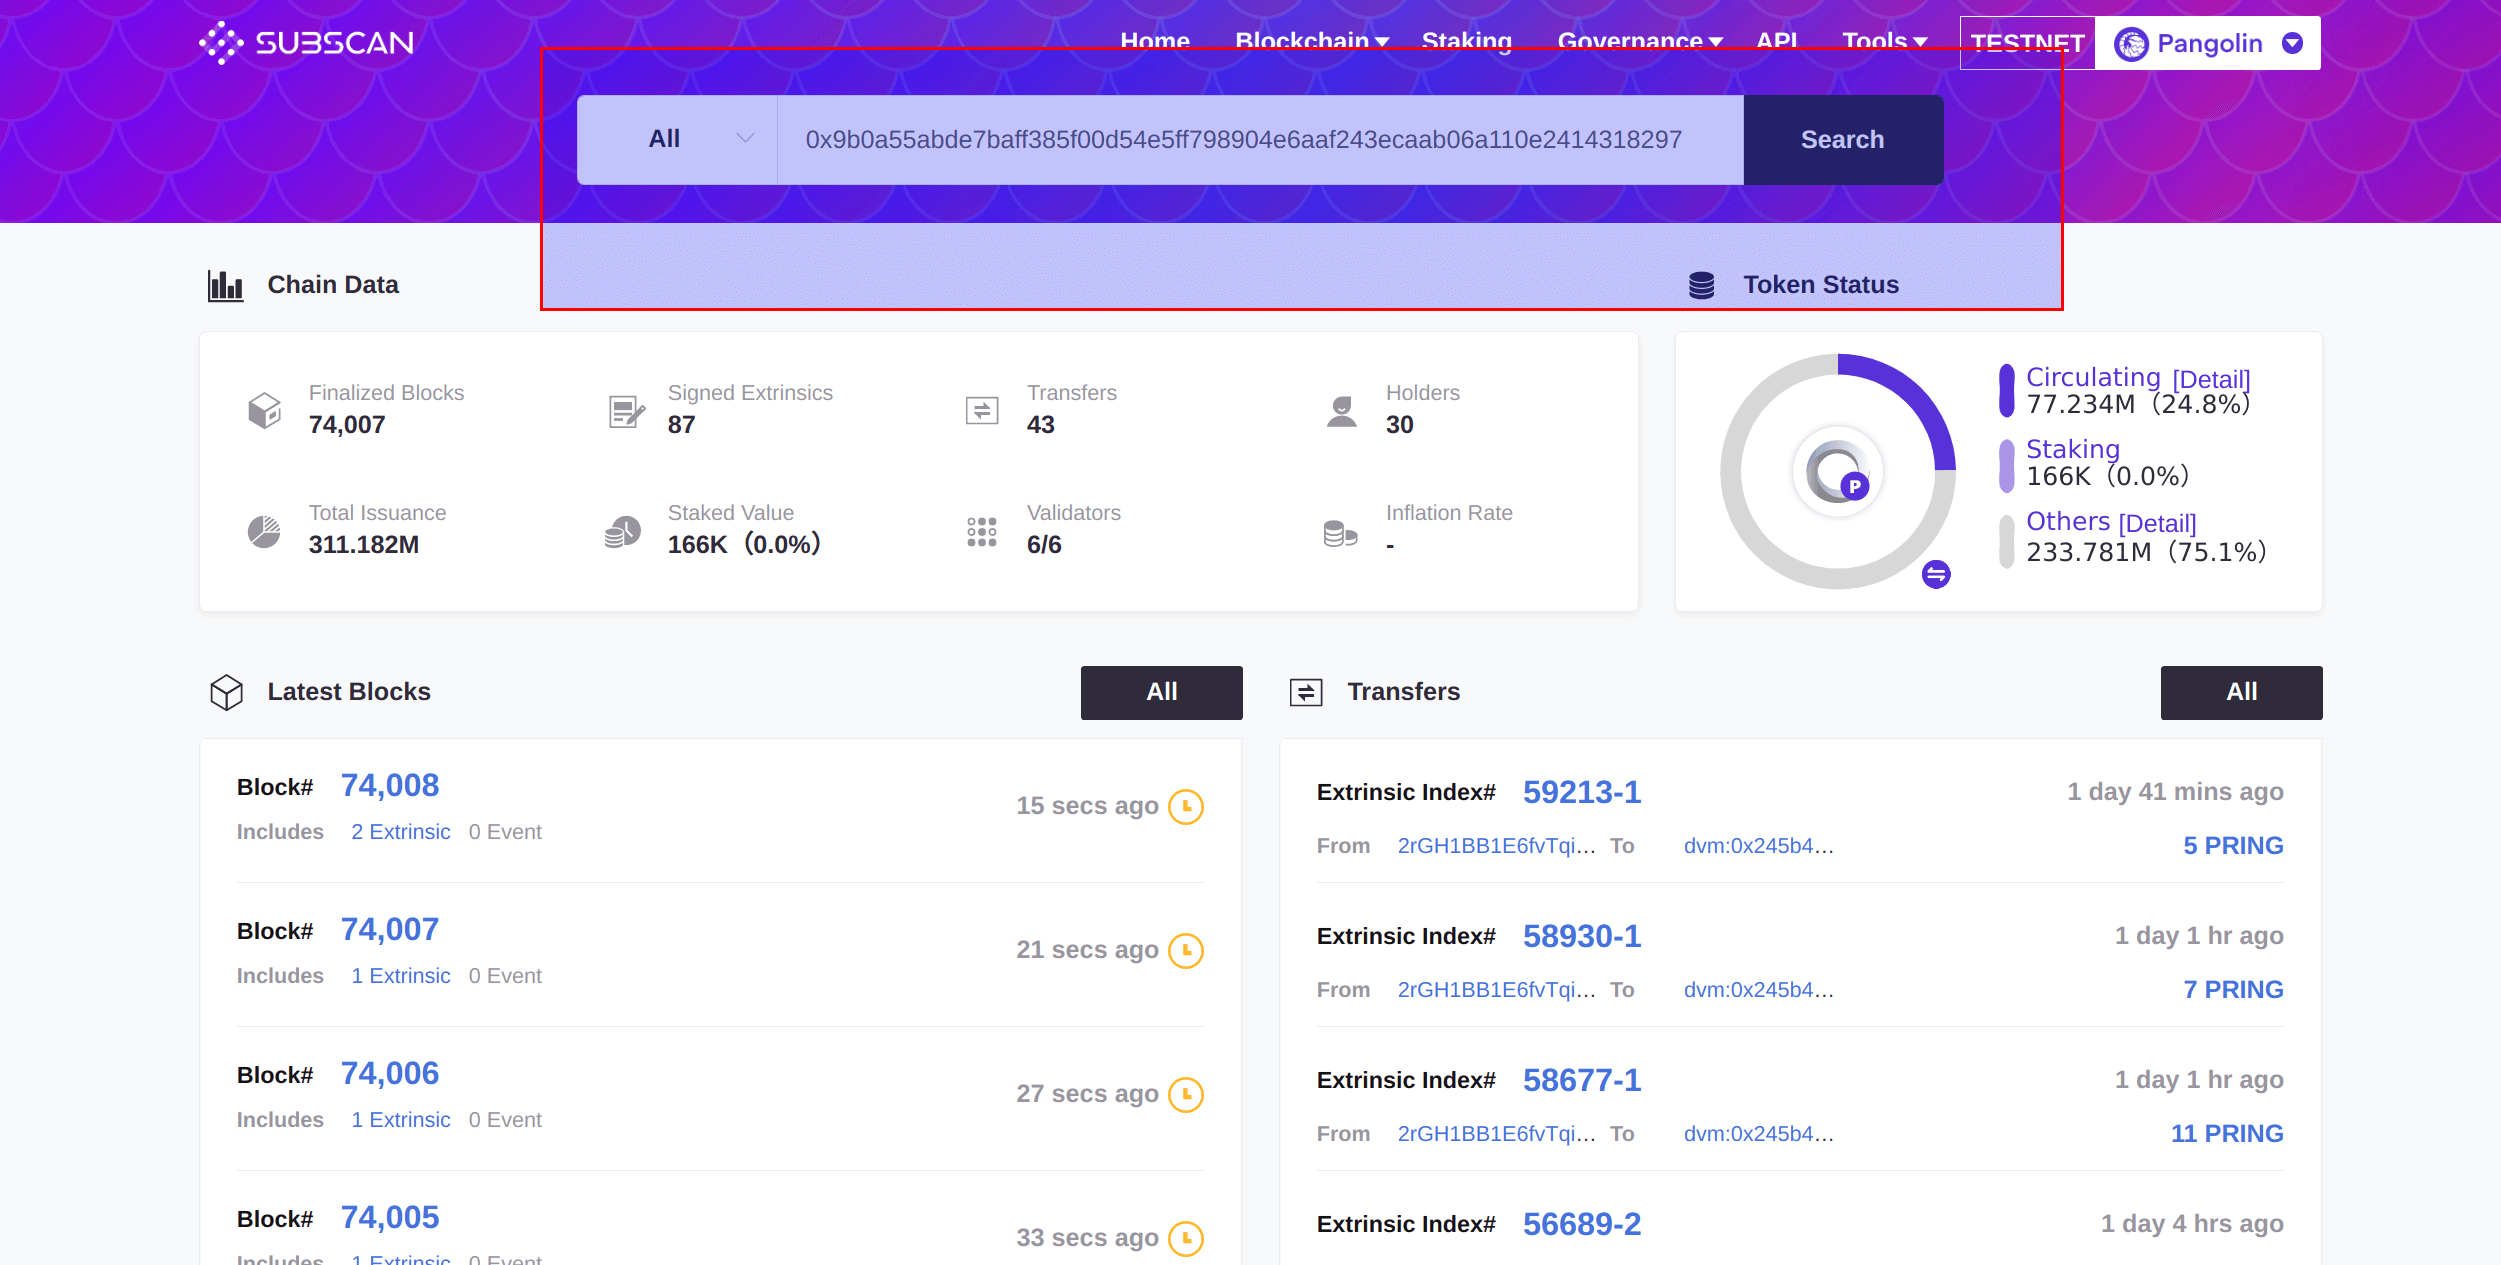 SUBSCAN
Home Blockchain Staking Governance API Tools TESTNET Pangolin
All 0x9b0a55abde7baff385f00d54e5ff798904e6aaf243ecaab06a110e2414318297 Search
Chain Data
Token Status
Finalized Blocks Signed Extrinsics Transfers Holders
74,007 87 43 30
Total Issuance Staked Value Validators Inflation Rate
311.182M 166K（0.0%） 6/6 -
P
Circulating [Detail]
77.234M（24.8%）
Staking
166K（0.0%）
Others [Detail]
233.781M（75.1%）
Latest Blocks All
Block# 74,008
15 secs ago
Includes 2 Extrinsic 0 Event
Block# 74,007
21 secs ago
Includes 1 Extrinsic 0 Event
Block# 74,006
27 secs ago
Includes 1 Extrinsic 0 Event
Block# 74,005
33 secs ago
Includes 1 Extrinsic 0 Event
Transfers All
Extrinsic Index# 59213-1 1 day 41 mins ago
From 2rGH1BB1E6fvTqi... To dvm:0x245b4... 5 PRING
Extrinsic Index# 58930-1 1 day 1 hr ago
From 2rGH1BB1E6fvTqi... To dvm:0x245b4... 7 PRING
Extrinsic Index# 58677-1 1 day 1 hr ago
From 2rGH1BB1E6fvTqi... To dvm:0x245b4... 11 PRING
Extrinsic Index# 56689-2 1 day 4 hrs ago